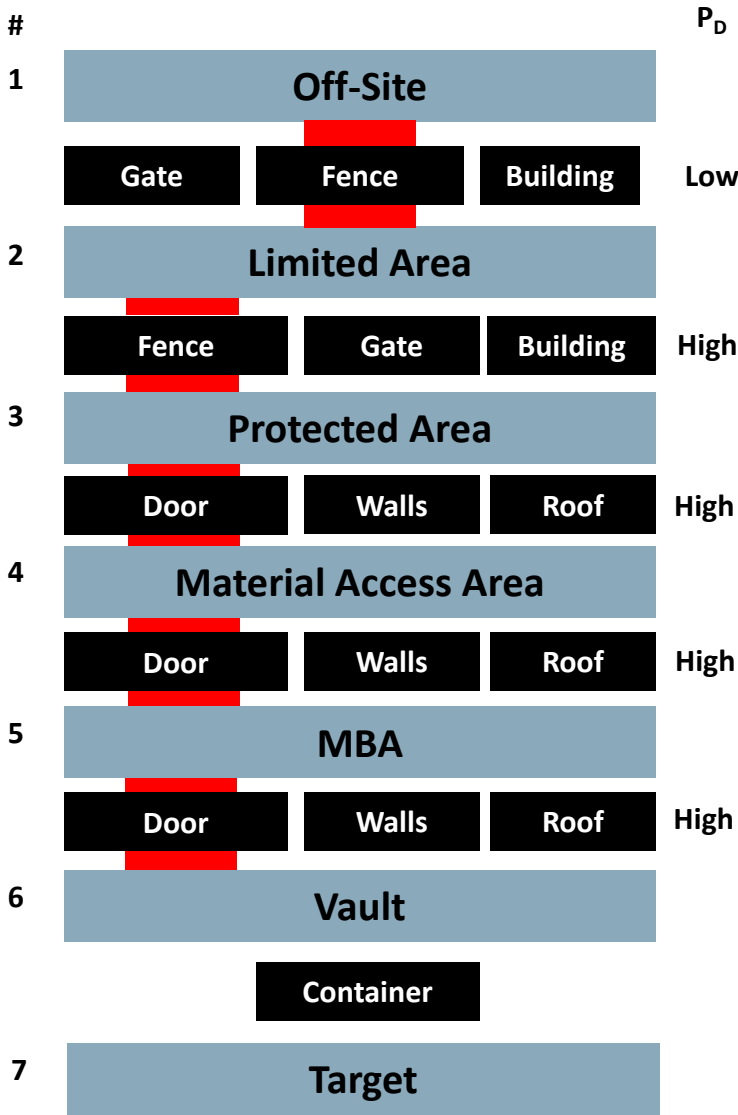 # P_D
1 Off-Site
Gate Fence Building Low
2 Limited Area
Fence Gate Building High
3 Protected Area
Door Walls Roof High
4 Material Access Area
Door Walls Roof High
5 MBA
Door Walls Roof High
6 Vault
Container
7 Target